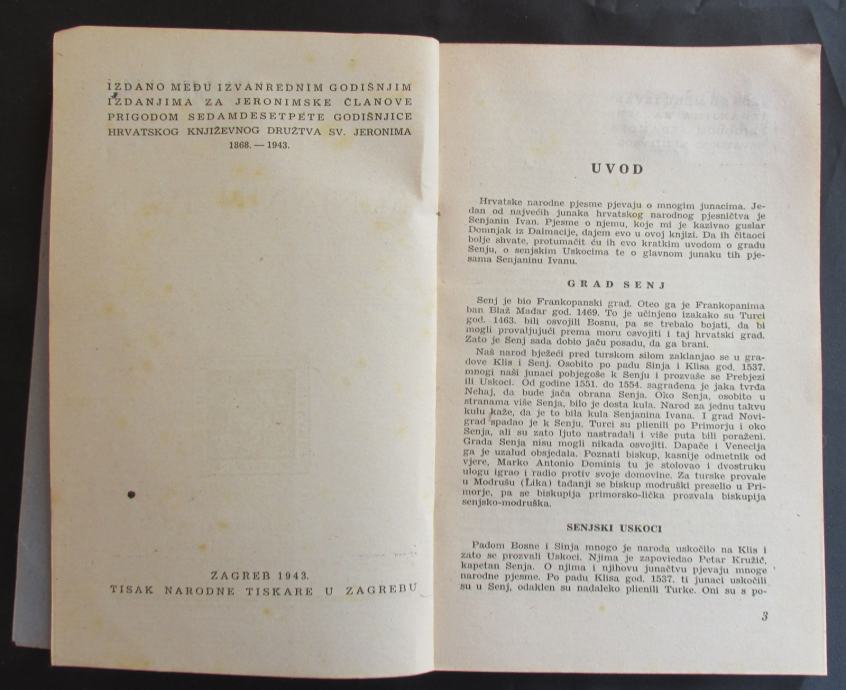 IZDANO MEĐU IZVANREDNIM GODIŠNJIM
IZDANJIMA ZA JERONIMSKE ČLANOVE
PRIGODOM SEDAMDESETPETE GODIŠNJICE
HRVATSKOG KNJIŽEVNOG DRUŽTVA SV. JERONIMA
1868. — 1943.
ZAGREB 1943.
TISAK NARODNE TISKARE U ZAGREBU
UVOD
Hrvatske narodne pjesme pjevaju o mnogim junacima. Je-
dan od najvećih junaka hrvatskog narodnog pjesničtva je
Senjanin Ivan. Pjesme o njemu, koje mi je kazivao guslar
Domnjak iz Dalmacije, dajem evo u ovoj knjizi. Da ih čitaoci
bolje shvate, protumačit ću ih evo kratkim uvodom o gradu
Senju, o senjskim Uskocima te o glavnom junaku tih pje-
sama Senjaninu Ivanu.
GRAD SENJ
Senj je bio Frankopanski grad. Oteo ga je Frankopanima
ban Blaž Mađar god. 1469. To je učinjeno izakako su Turci
god. 1463. bili osvojili Bosnu, pa se trebalo bojati, da bi
mogli provaljujući prema moru osvojiti i taj hrvatski grad.
Zato je Senj sada dobio jaču posadu, da ga brani.
Naš narod bježeći pred turskom silom zaklanjao se u gra-
dove Klis i Senj. Osobito po padu Sinja i Klisa god. 1537.
mnogi naši junaci pobjegoše k Senju i prozvaše se Prebjezi
ili Uskoci. Od godine 1551. do 1554. sagrađena je jaka tvrđa
Nehaj, da bude jača obrana Senja. Oko Senja, osobito u
stranama više Senja, bilo je dosta kula. Narod za jednu takvu
kulu kaže, da je to bila kula Senjanina Ivana. I grad Novi-
grad spadao je k Senju. Turci su plienili po Primorju i oko
Senja, ali su zato ljuto nastradali i više puta bili poraženi.
Grada Senja nisu mogli nikada osvojiti. Dapače i Venecija
ga je uzalud obsjedala. Poznati biskup, kasnije odmetnik od
vjere, Marko Antonio Dominis tu je stolovao i dvostruku
ulogu igrao i radio protiv svoje domovine. Za turske provale
u Modrušu (Lika) tadanji se biskup modruški preselio u Pri-
morje, pa se biskupija primorsko-lička prozvala biskupija
senjsko-modruška.
SENJSKI USKOCI
Padom Bosne i Sinja mnogo je naroda uskočilo na Klis i
zato se prozvali Uskoci. Njima je zapoviedao Petar Kružić,
kapetan Senja. O njima i njihovu junačtvu pjevaju mnoge
narodne pjesme. Po padu Klisa god. 1537. ti junaci uskočili
su u Senj, odaklen su nadaleko plienili Turke. Oni su s po-
3